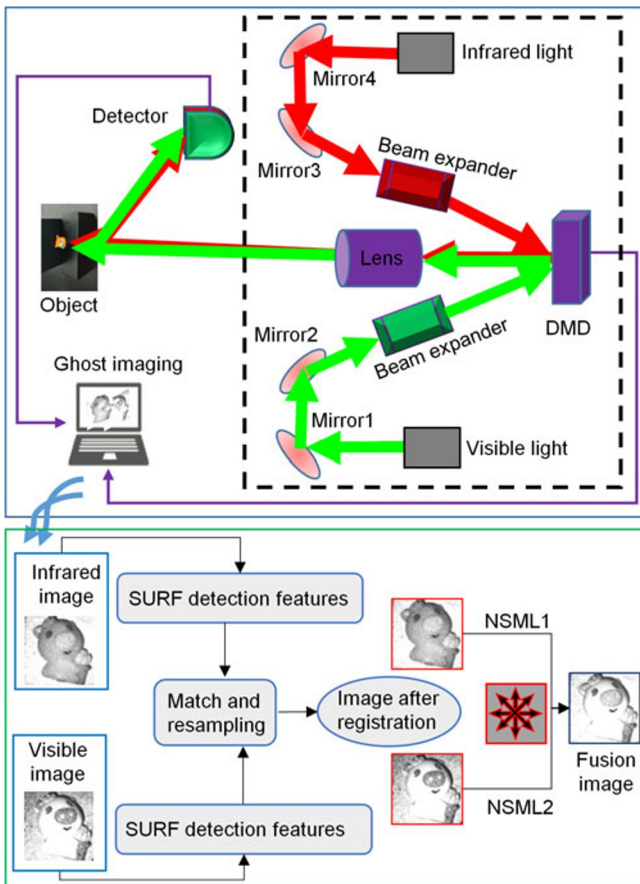 Infrared light
Mirror4
Detector
Mirror3
Beam expander
Lens
Object
DMD
Mirror2
Beam expander
Ghost imaging
Mirror1
Visible light
Infrared
image
SURF detection features
NSML1
Match and
resampling
Image after
registration
Visible
image
Fusion
image
NSML2
SURF detection features